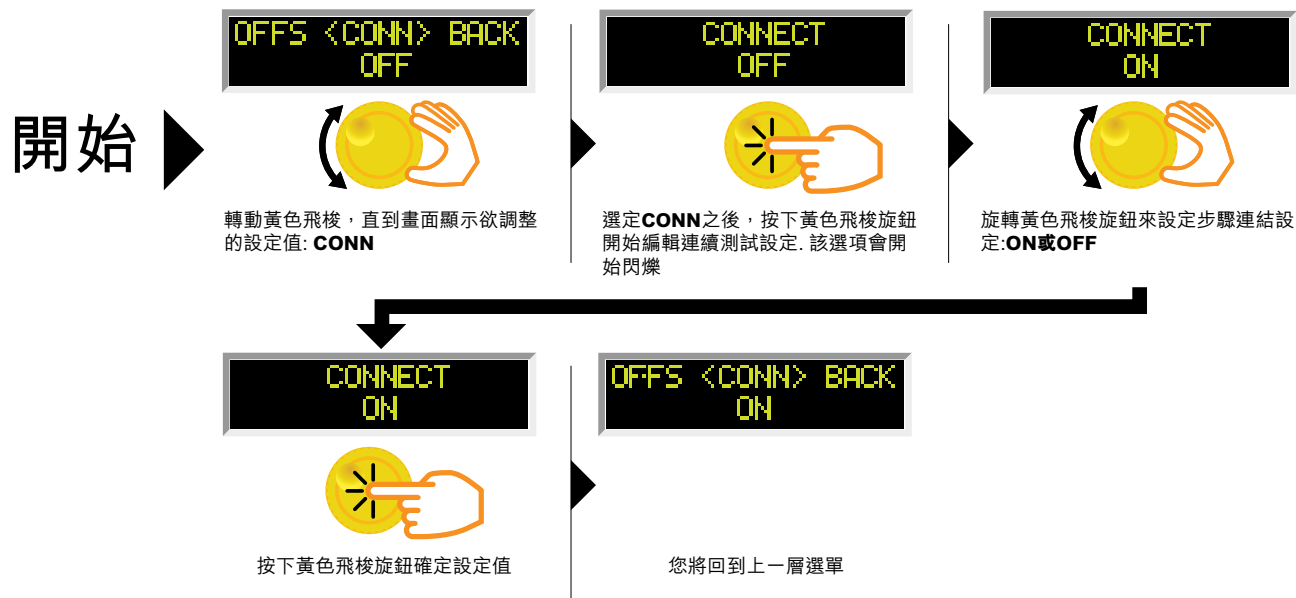 開始
OFFS <CONN> BACK
OFF
轉動黃色飛梭，直到畫面顯示欲調整
的設定值: CONN
CONNECT
OFF
選定CONN之後，按下黃色飛梭旋鈕
開始編輯連續測試設定. 該選項會開
始閃爍
CONNECT
ON
旋轉黃色飛梭旋鈕來設定步驟連結設
定:ON或OFF
CONNECT
ON
按下黃色飛梭旋鈕確定設定值
OFFS <CONN> BACK
ON
您將回到上一層選單